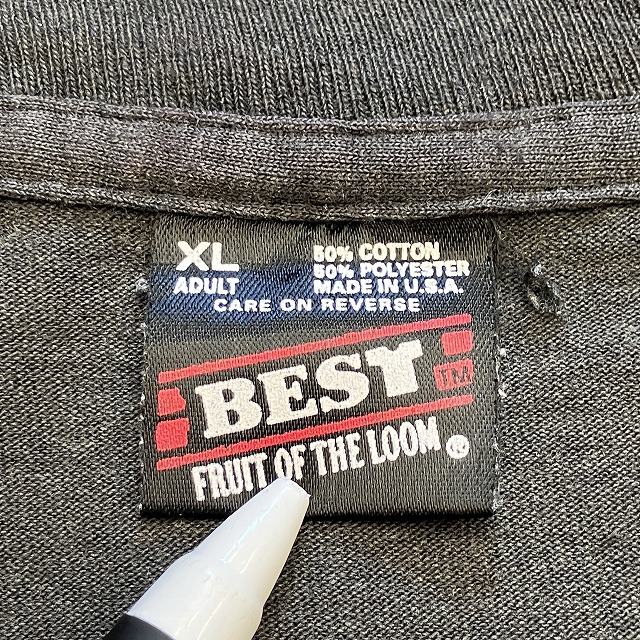 XL
ADULT
50% COTTON
50% POLYESTER
MADE IN U.S.A.
CARE ON REVERSE
BEST
TM
FRUIT OF THE LOOM ®